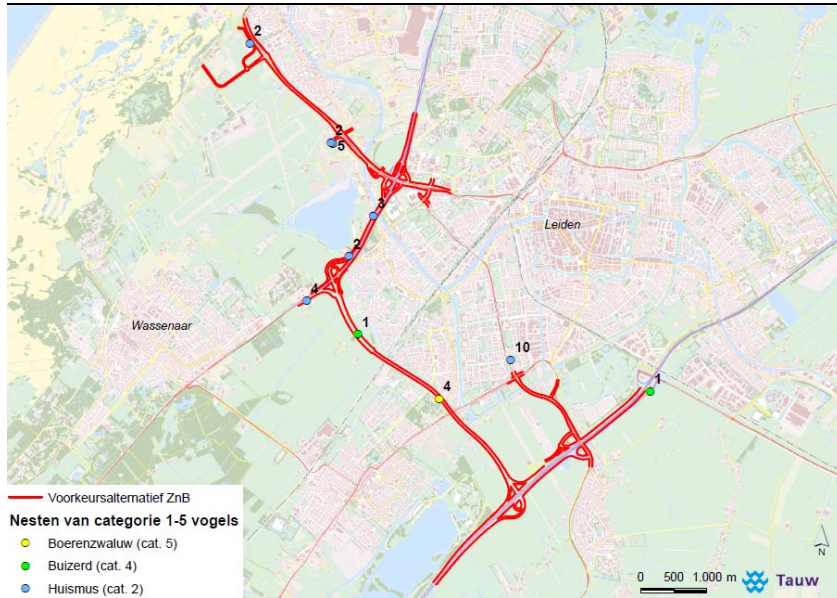 2
2
5
3
Leiden
2
4
Wassenaar
1
10
4
1
Voorkeursalternatief ZnB
Nesten van categorie 1-5 vogels
Boerenzwaluw (cat. 5)
Buizerd (cat. 4)
Huismus (cat. 2)
N
0 500 1.000 m
Tauw